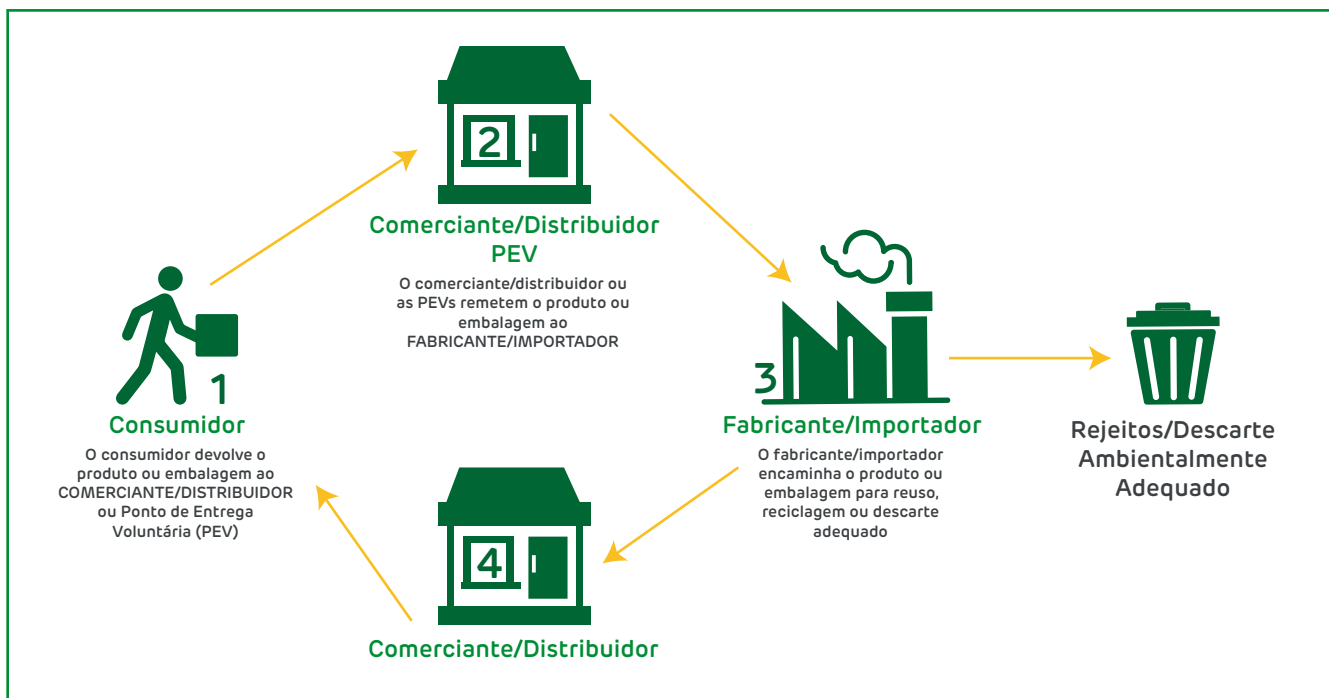 2
Comerciante/Distribuidor
PEV
O comerciante/distribuidor ou
as PEVs remetem o produto ou
embalagem ao
FABRICANTE/IMPORTADOR
1
Consumidor
O consumidor devolve o
produto ou embalagem ao
COMERCIANTE/DISTRIBUIDOR
ou Ponto de Entrega
Voluntária (PEV)
3
Fabricante/Importador
O fabricante/importador
encaminha o produto ou
embalagem para reuso,
reciclagem ou descarte
adequado
Rejeitos/Descarte
Ambientalmente
Adequado
4
Comerciante/Distribuidor